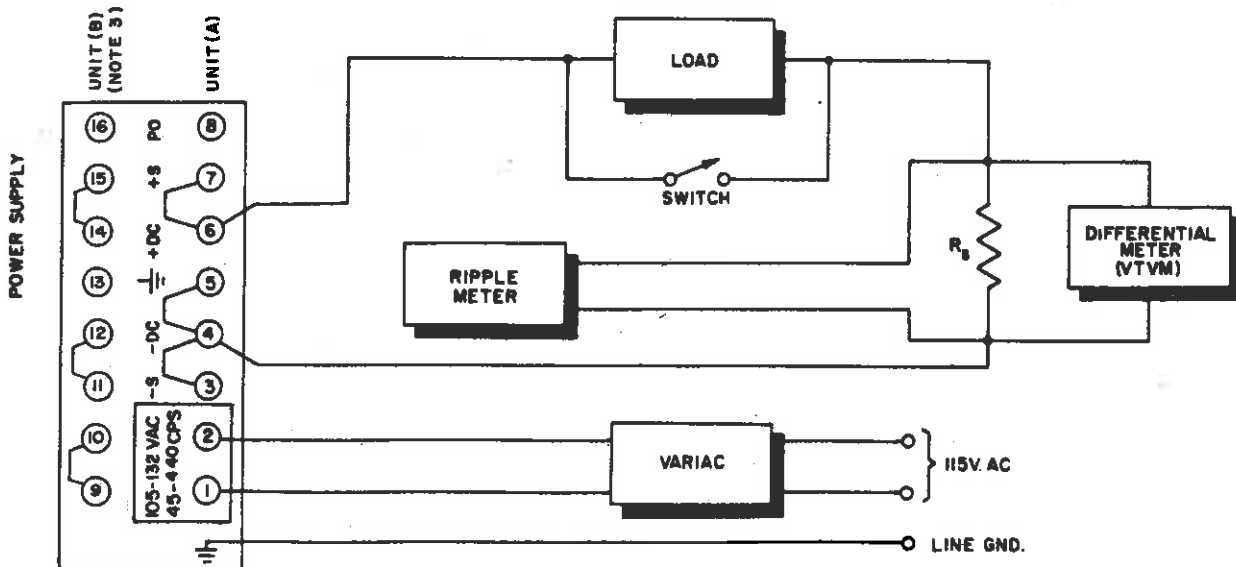 POWER SUPPLY
UNIT (B)
(NOTE 3)
UNIT (A)
16 PO 8
15 +S 7
14 +DC 6
13 5
12 -DC 4
11 -S 3
10 2
9 1
105-132 VAC
45-440 CPS
LOAD
SWITCH
RIPPLE
METER
RS
DIFFERENTIAL
METER
(VTVM)
VARIAC
115V. AC
LINE GND.